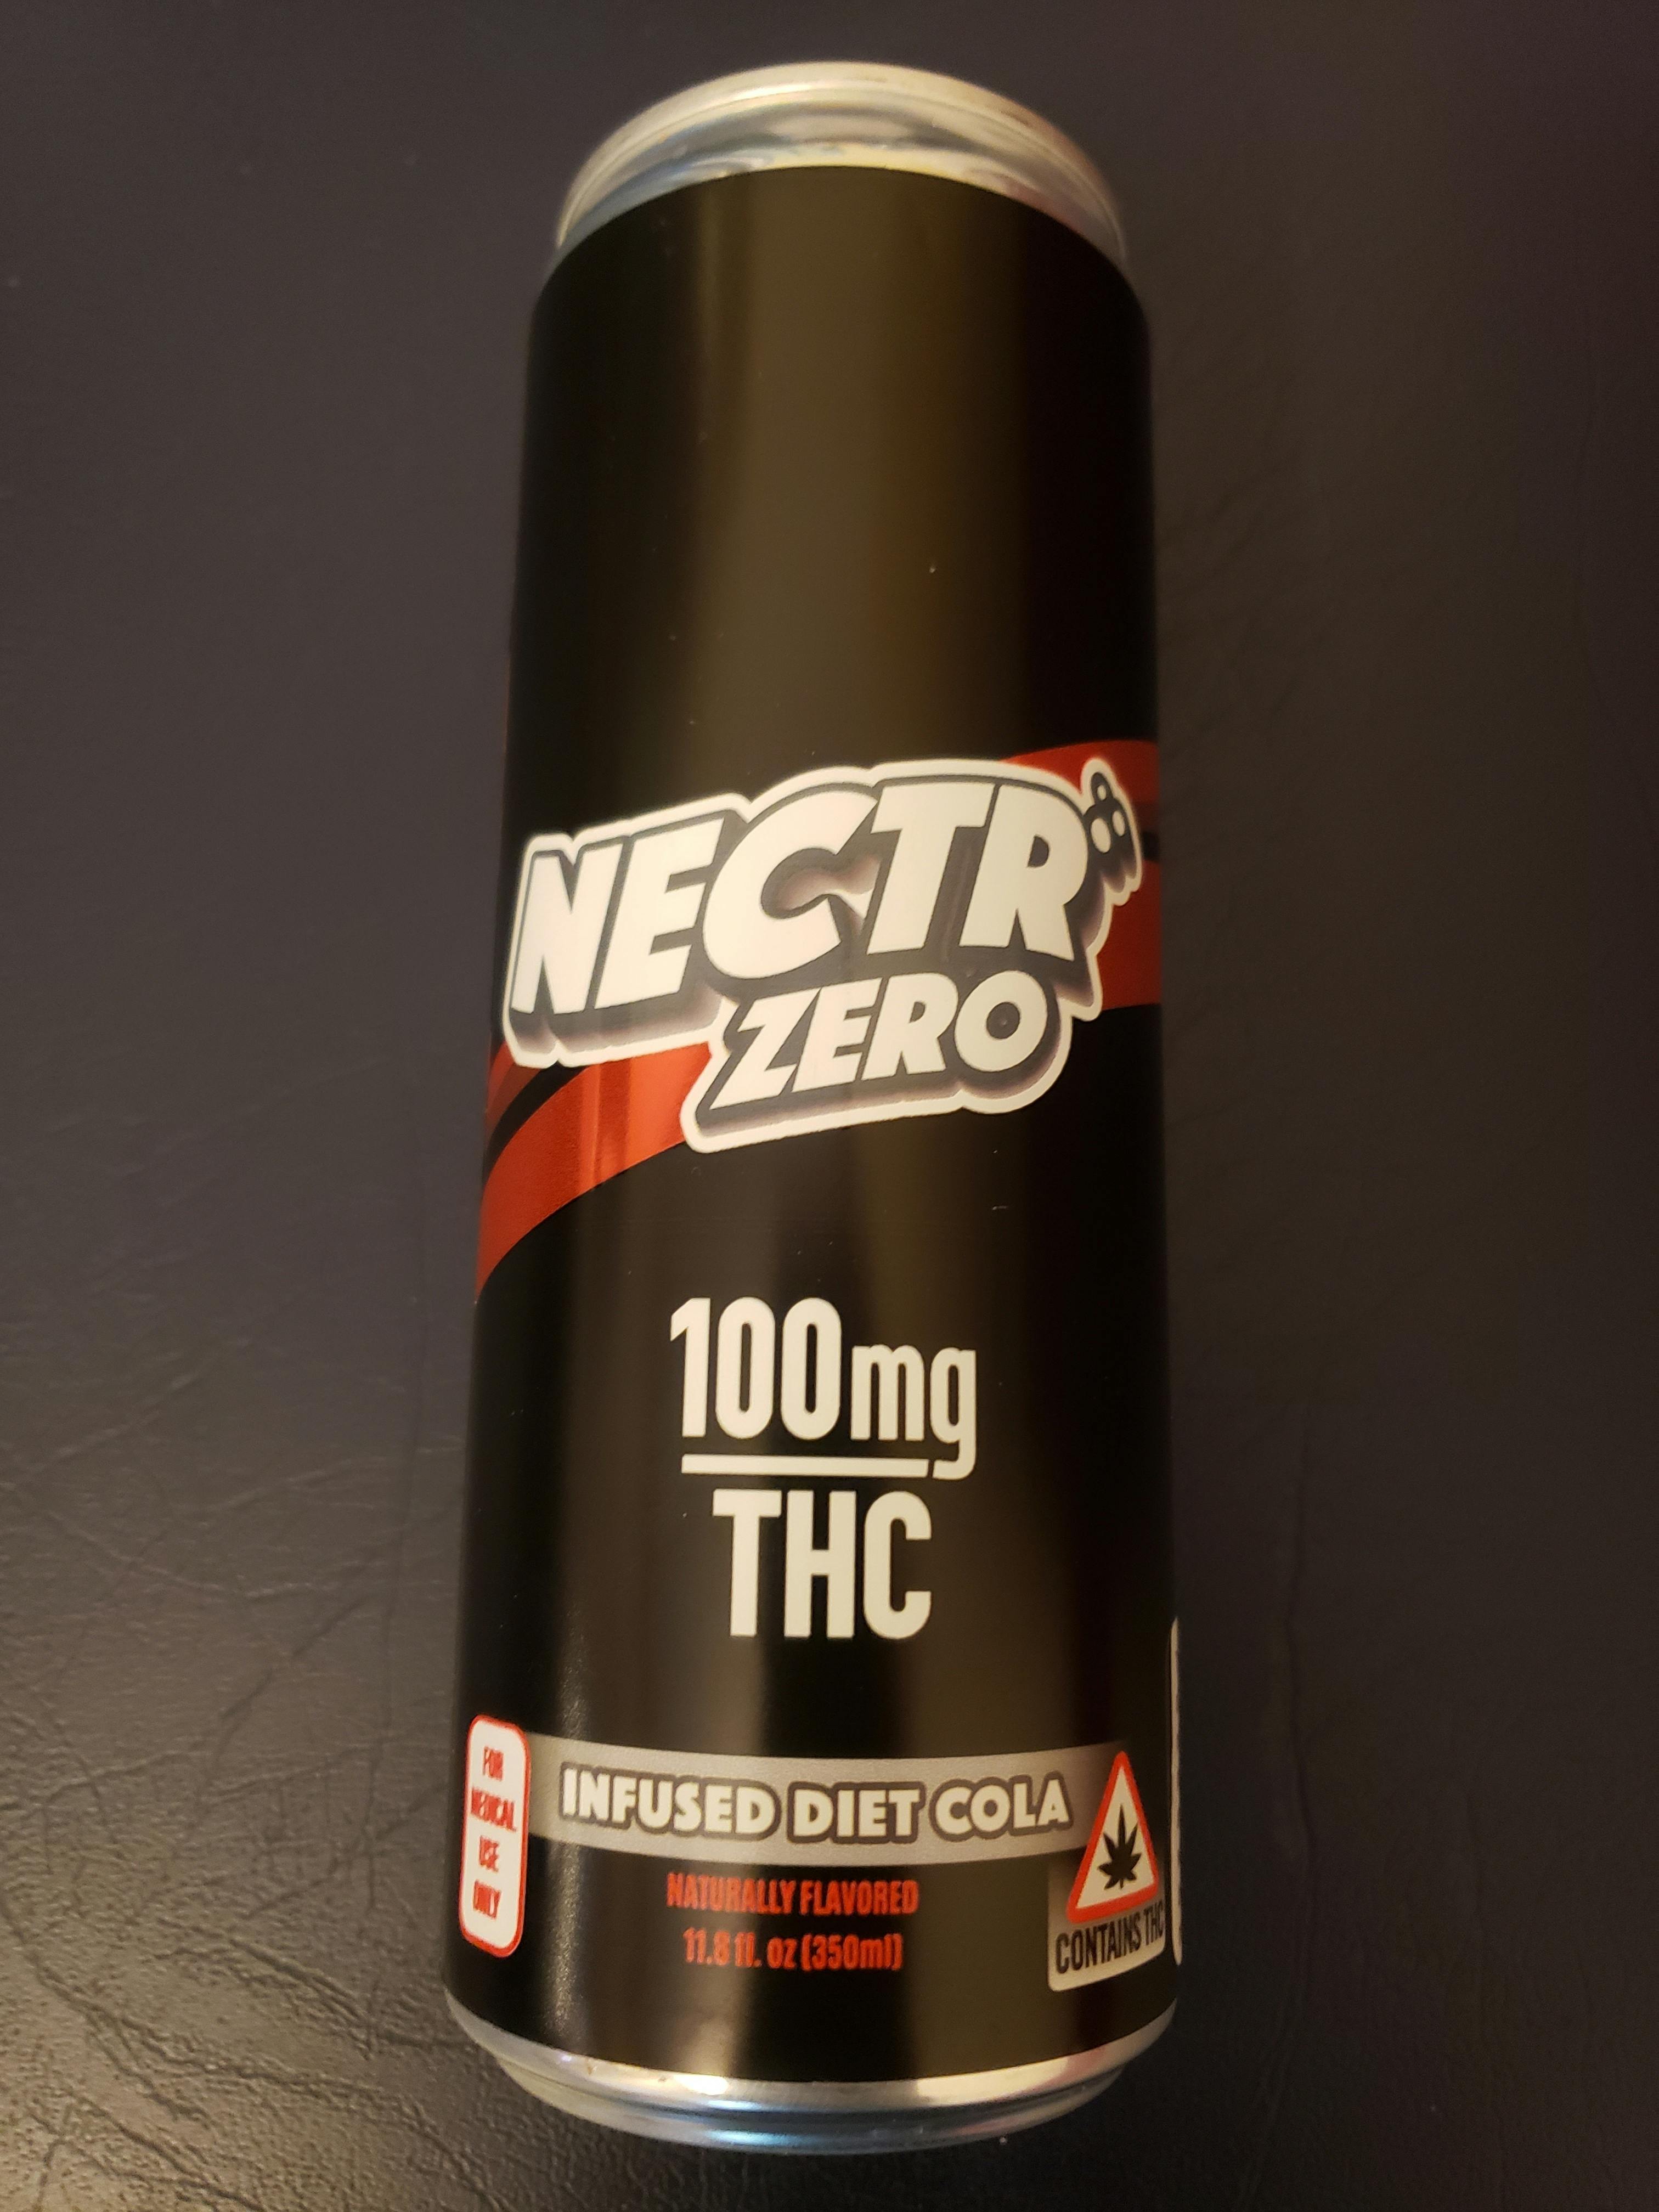 NECTR
ZERO
100mg
THC
FOR
MEDICAL
USE
ONLY
INFUSED DIET COLA
NATURALLY FLAVORED
11.8 fl. oz (350ml)
CONTAINS THC